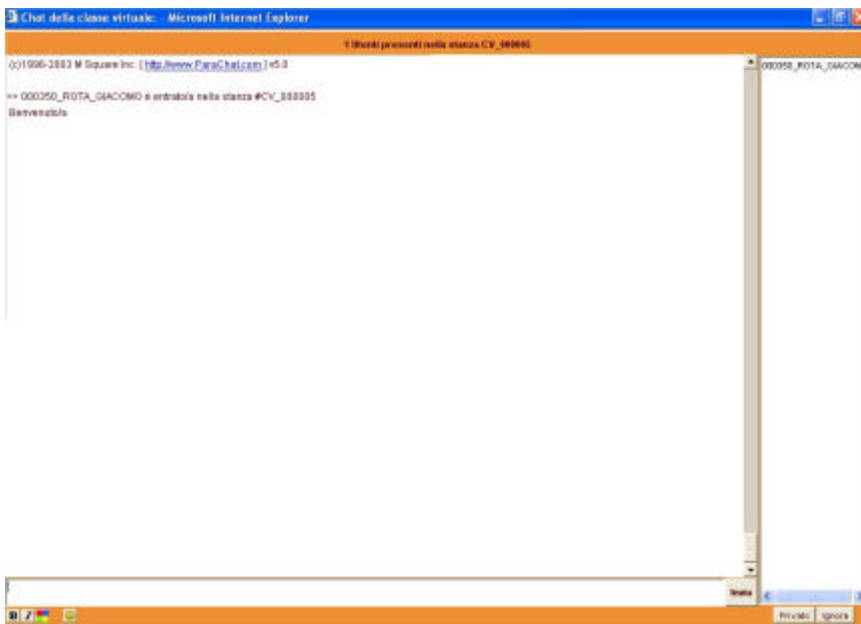 Chat della classe virtuale: - Microsoft Internet Explorer
1 Utenti presenti nella stanza CV_000005
(c)1996-2003 M Square Inc. [ http://www.ParaChat.com ] v5.0
000350_ROTA_GIACOM
== 000350_ROTA_GIACOMO è entrato/a nella stanza #CV_000005
Benvenuto/a
Invia
B I
Privato Ignora